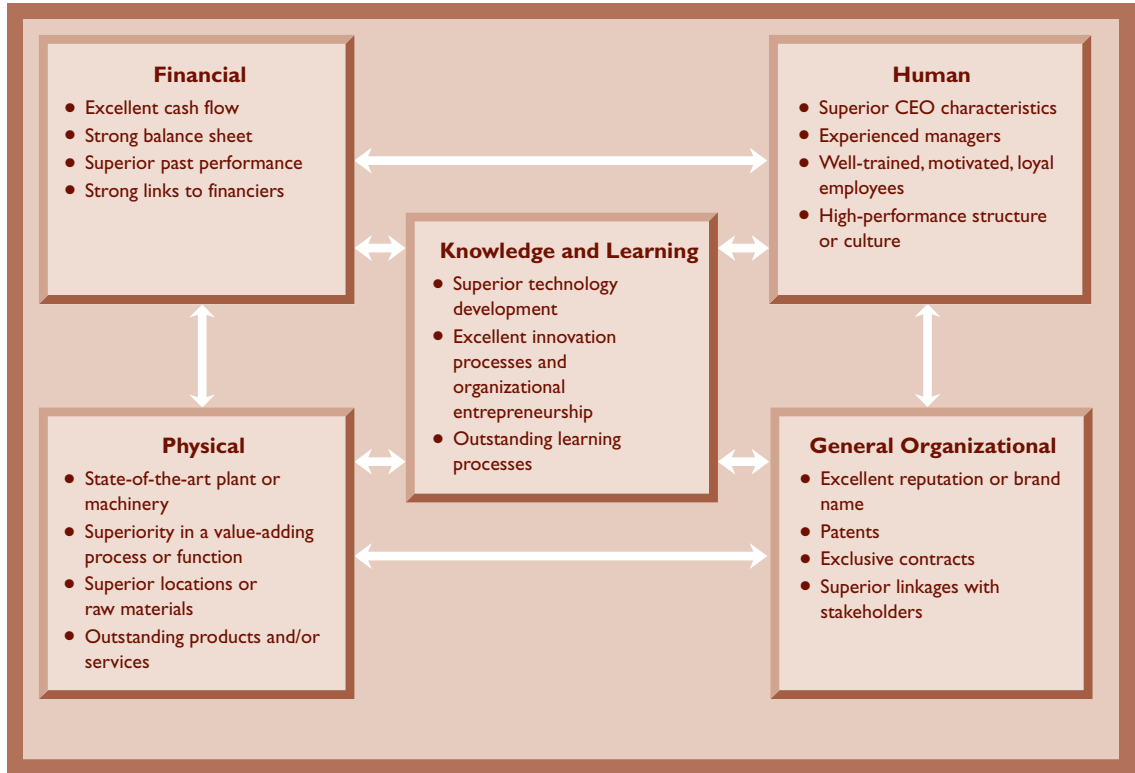 Financial
• Excellent cash flow
• Strong balance sheet
• Superior past performance
• Strong links to financiers
Human
• Superior CEO characteristics
• Experienced managers
• Well-trained, motivated, loyal
employees
• High-performance structure
or culture
Knowledge and Learning
• Superior technology
development
• Excellent innovation
processes and
organizational
entrepreneurship
• Outstanding learning
processes
Physical
• State-of-the-art plant or
machinery
• Superiority in a value-adding
process or function
• Superior locations or
raw materials
• Outstanding products and/or
services
General Organizational
• Excellent reputation or brand
name
• Patents
• Exclusive contracts
• Superior linkages with
stakeholders